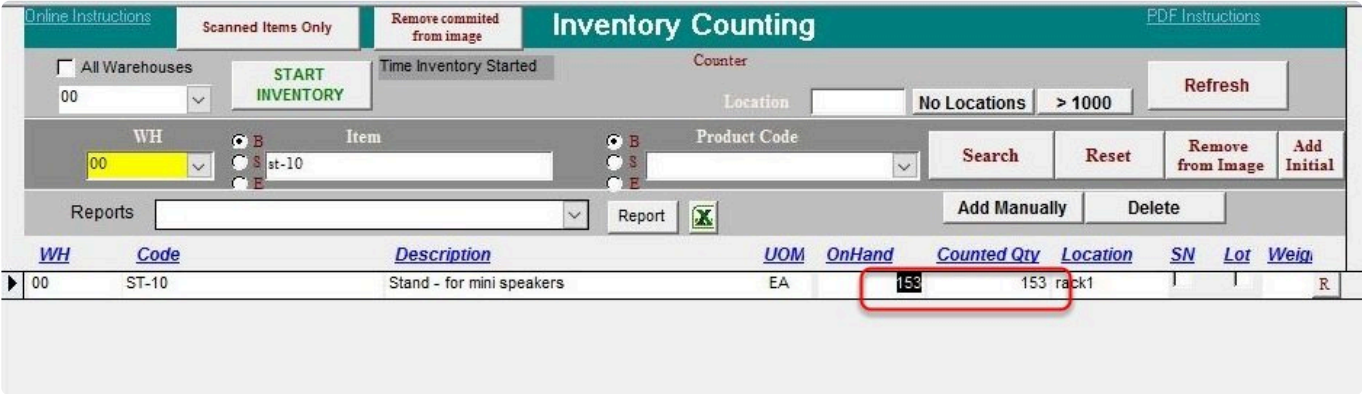 Online Instructions
Scanned Items Only
Remove commited
from image
Inventory Counting
PDF Instructions
All Warehouses
START
INVENTORY
Time Inventory Started
Counter
Refresh
00
Location
No Locations
> 1000
WH
B
Item
B
Product Code
00
S
st-10
S
E
E
Search
Reset
Remove
from Image
Add
Initial
Reports
Report
X
Add Manually
Delete
WH Code Description UOM OnHand Counted Qty Location SN Lot Weig
00 ST-10 Stand - for mini speakers EA 153 153 rack1 R